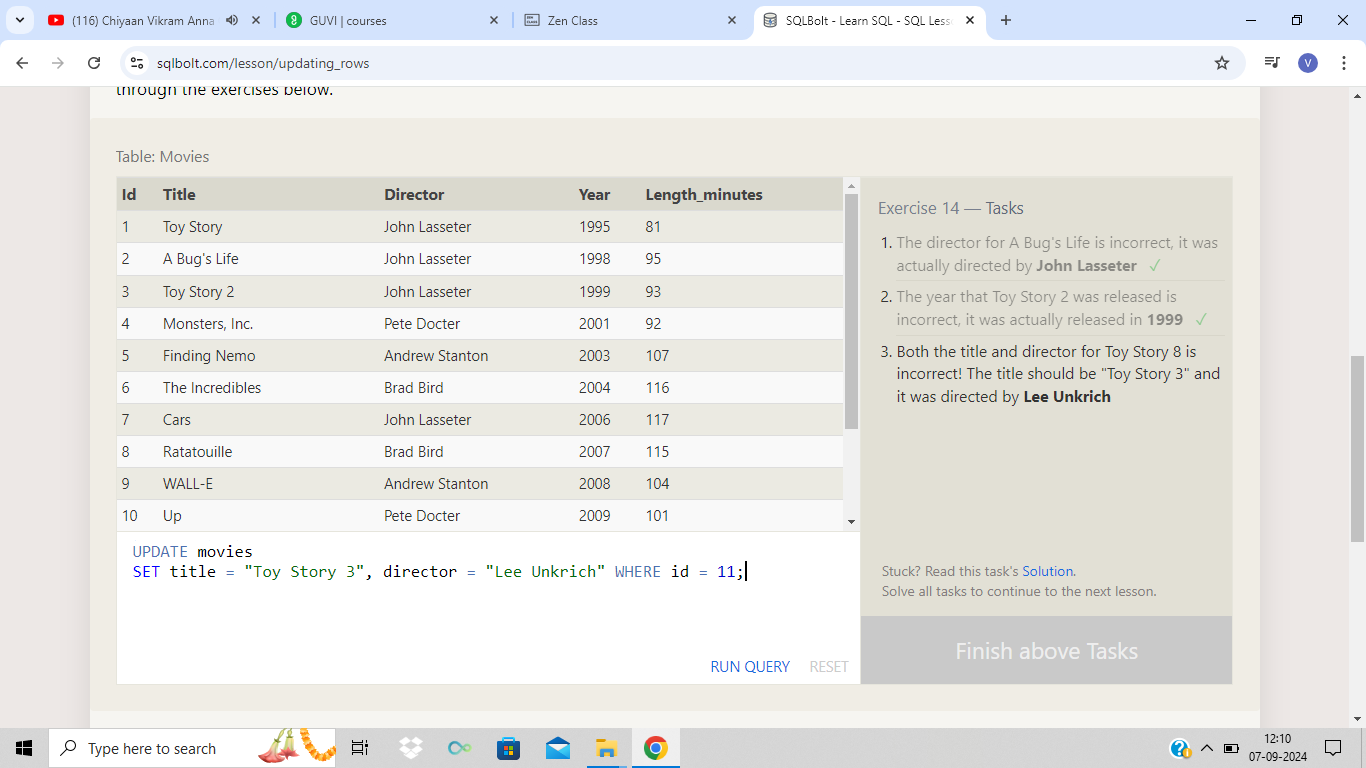 (116) Chiyaan Vikram Anna
GUVI | courses
Zen Class
SQLBolt - Learn SQL - SQL Less
sqlbolt.com/lesson/updating_rows
V
through the exercises below.
Table: Movies
Id Title Director Year Length_minutes
1 Toy Story John Lasseter 1995 81
2 A Bug's Life John Lasseter 1998 95
3 Toy Story 2 John Lasseter 1999 93
4 Monsters, Inc. Pete Docter 2001 92
5 Finding Nemo Andrew Stanton 2003 107
6 The Incredibles Brad Bird 2004 116
7 Cars John Lasseter 2006 117
8 Ratatouille Brad Bird 2007 115
9 WALL-E Andrew Stanton 2008 104
10 Up Pete Docter 2009 101
UPDATE movies
SET title = "Toy Story 3", director = "Lee Unkrich" WHERE id = 11;
RUN QUERY RESET
Exercise 14 — Tasks
1. The director for A Bug's Life is incorrect, it was
actually directed by John Lasseter ✓
2. The year that Toy Story 2 was released is
incorrect, it was actually released in 1999 ✓
3. Both the title and director for Toy Story 8 is
incorrect! The title should be "Toy Story 3" and
it was directed by Lee Unkrich
Stuck? Read this task's Solution.
Solve all tasks to continue to the next lesson.
Finish above Tasks
Type here to search
12:10
07-09-2024